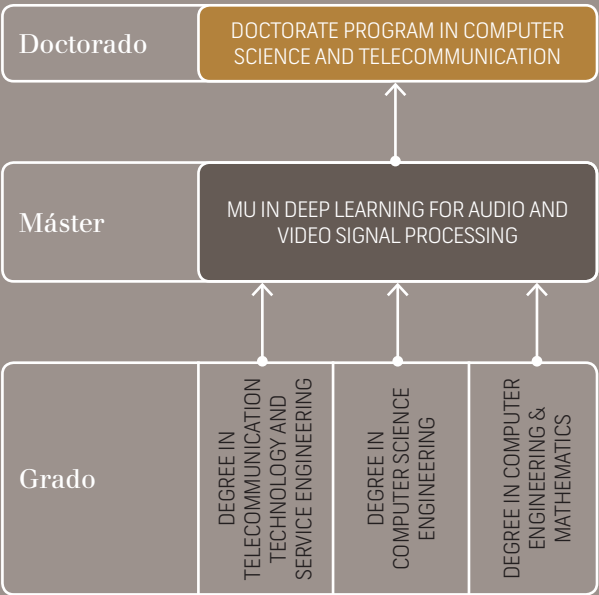 Doctorado
DOCTORATE PROGRAM IN COMPUTER
SCIENCE AND TELECOMMUNICATION
Máster
MU IN DEEP LEARNING FOR AUDIO AND
VIDEO SIGNAL PROCESSING
Grado
DEGREE IN
TELECOMMUNICATION
TECHNOLOGY AND
SERVICE ENGINEERING
DEGREE IN
COMPUTER SCIENCE
ENGINEERING
DEGREE IN COMPUTER
ENGINEERING &
MATHEMATICS